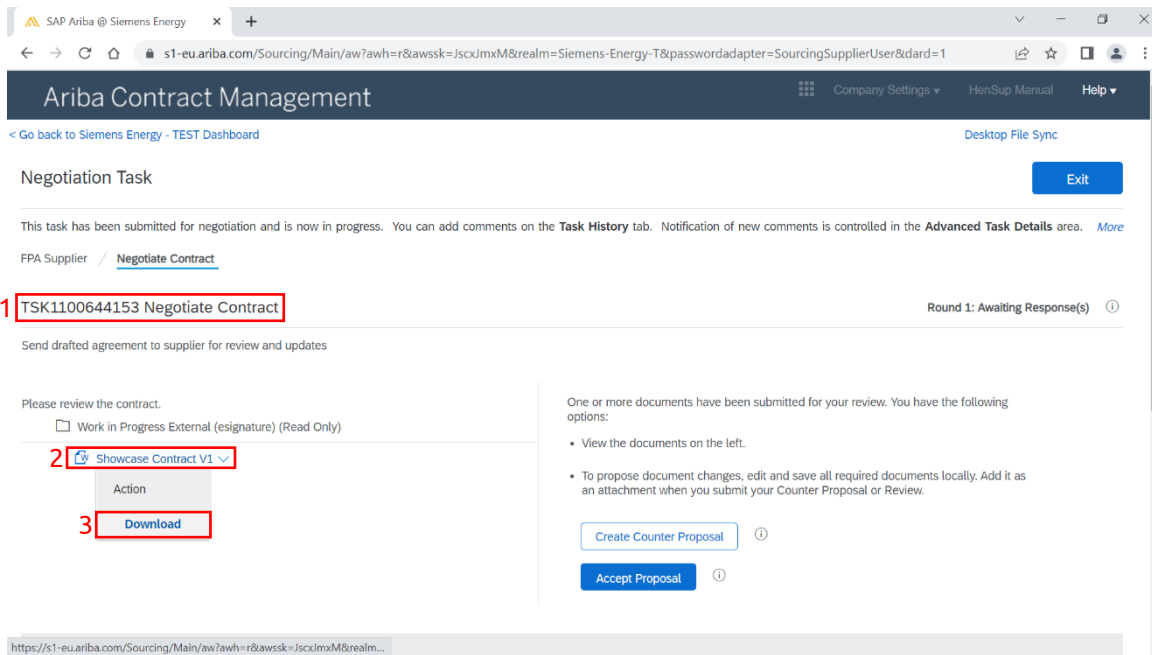 SAP Ariba @ Siemens Energy
s1-eu.ariba.com/Sourcing/Main/aw?awh=r&awssk=JscxJmxM&realm=Siemens-Energy-T&passwordadapter=SourcingSupplierUser&dard=1
Ariba Contract Management
Company Settings
HenSup Manual
Help
< Go back to Siemens Energy - TEST Dashboard
Desktop File Sync
Negotiation Task
Exit
This task has been submitted for negotiation and is now in progress. You can add comments on the Task History tab. Notification of new comments is controlled in the Advanced Task Details area. More
FPA Supplier / Negotiate Contract
1 TSK1100644153 Negotiate Contract
Round 1: Awaiting Response(s)
Send drafted agreement to supplier for review and updates
Please review the contract.
Work in Progress External (esignature) (Read Only)
2 Showcase Contract V1
Action
3 Download
One or more documents have been submitted for your review. You have the following
options:
• View the documents on the left.
• To propose document changes, edit and save all required documents locally. Add it as
an attachment when you submit your Counter Proposal or Review.
Create Counter Proposal
Accept Proposal
https://s1-eu.ariba.com/Sourcing/Main/aw?awh=r&awssk=JscxJmxM&realm...